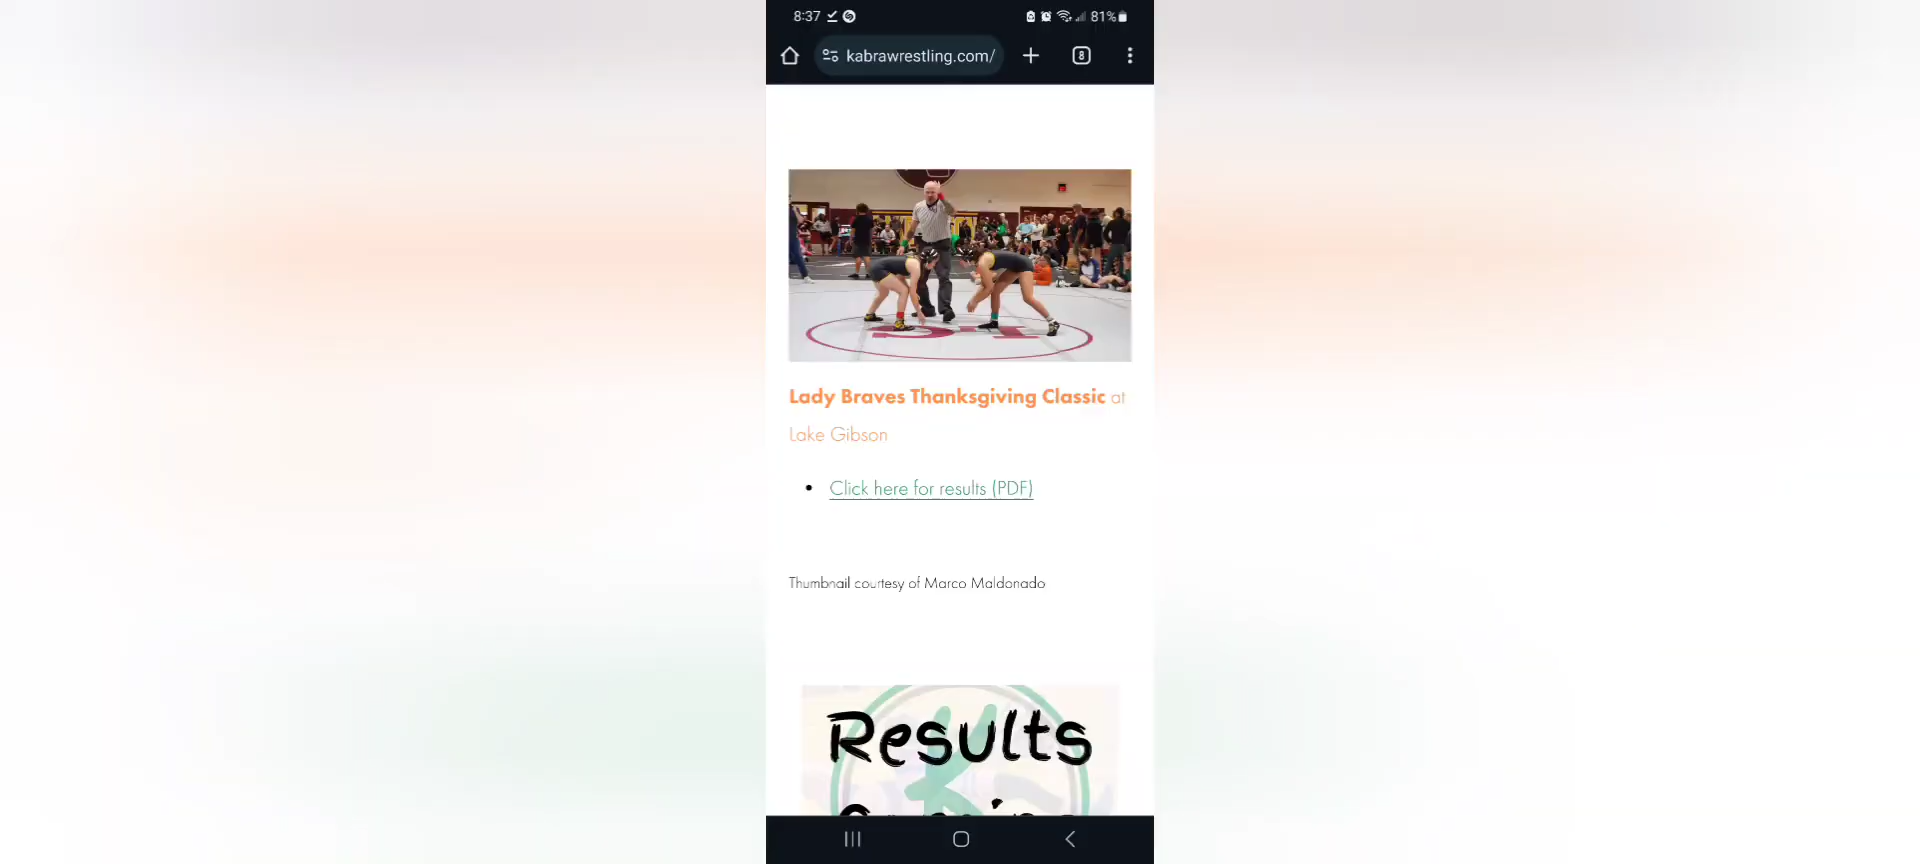 8:37
81%
kabrawrestling.com/
8
Lady Braves Thanksgiving Classic at
Lake Gibson
• Click here for results (PDF)
Thumbnail courtesy of Marco Maldonado
Results